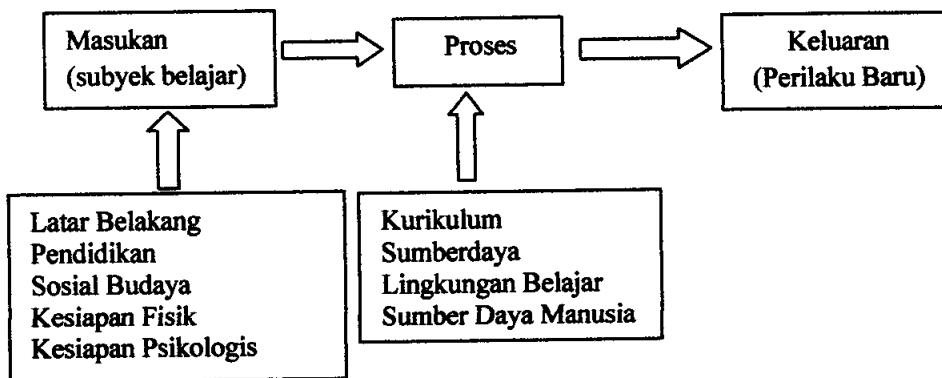 Masukan
(subyek belajar)
Proses
Keluaran
(Perilaku Baru)
Latar Belakang
Pendidikan
Sosial Budaya
Kesiapan Fisik
Kesiapan Psikologis
Kurikulum
Sumberdaya
Lingkungan Belajar
Sumber Daya Manusia